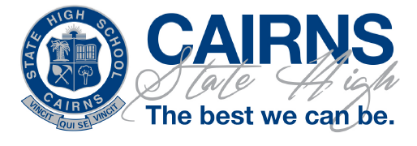 STATE HIGH SCHOOL
CAIRNS
VINCIT QUI SE VINCIT
CAIRNS
State High
The best we can be.